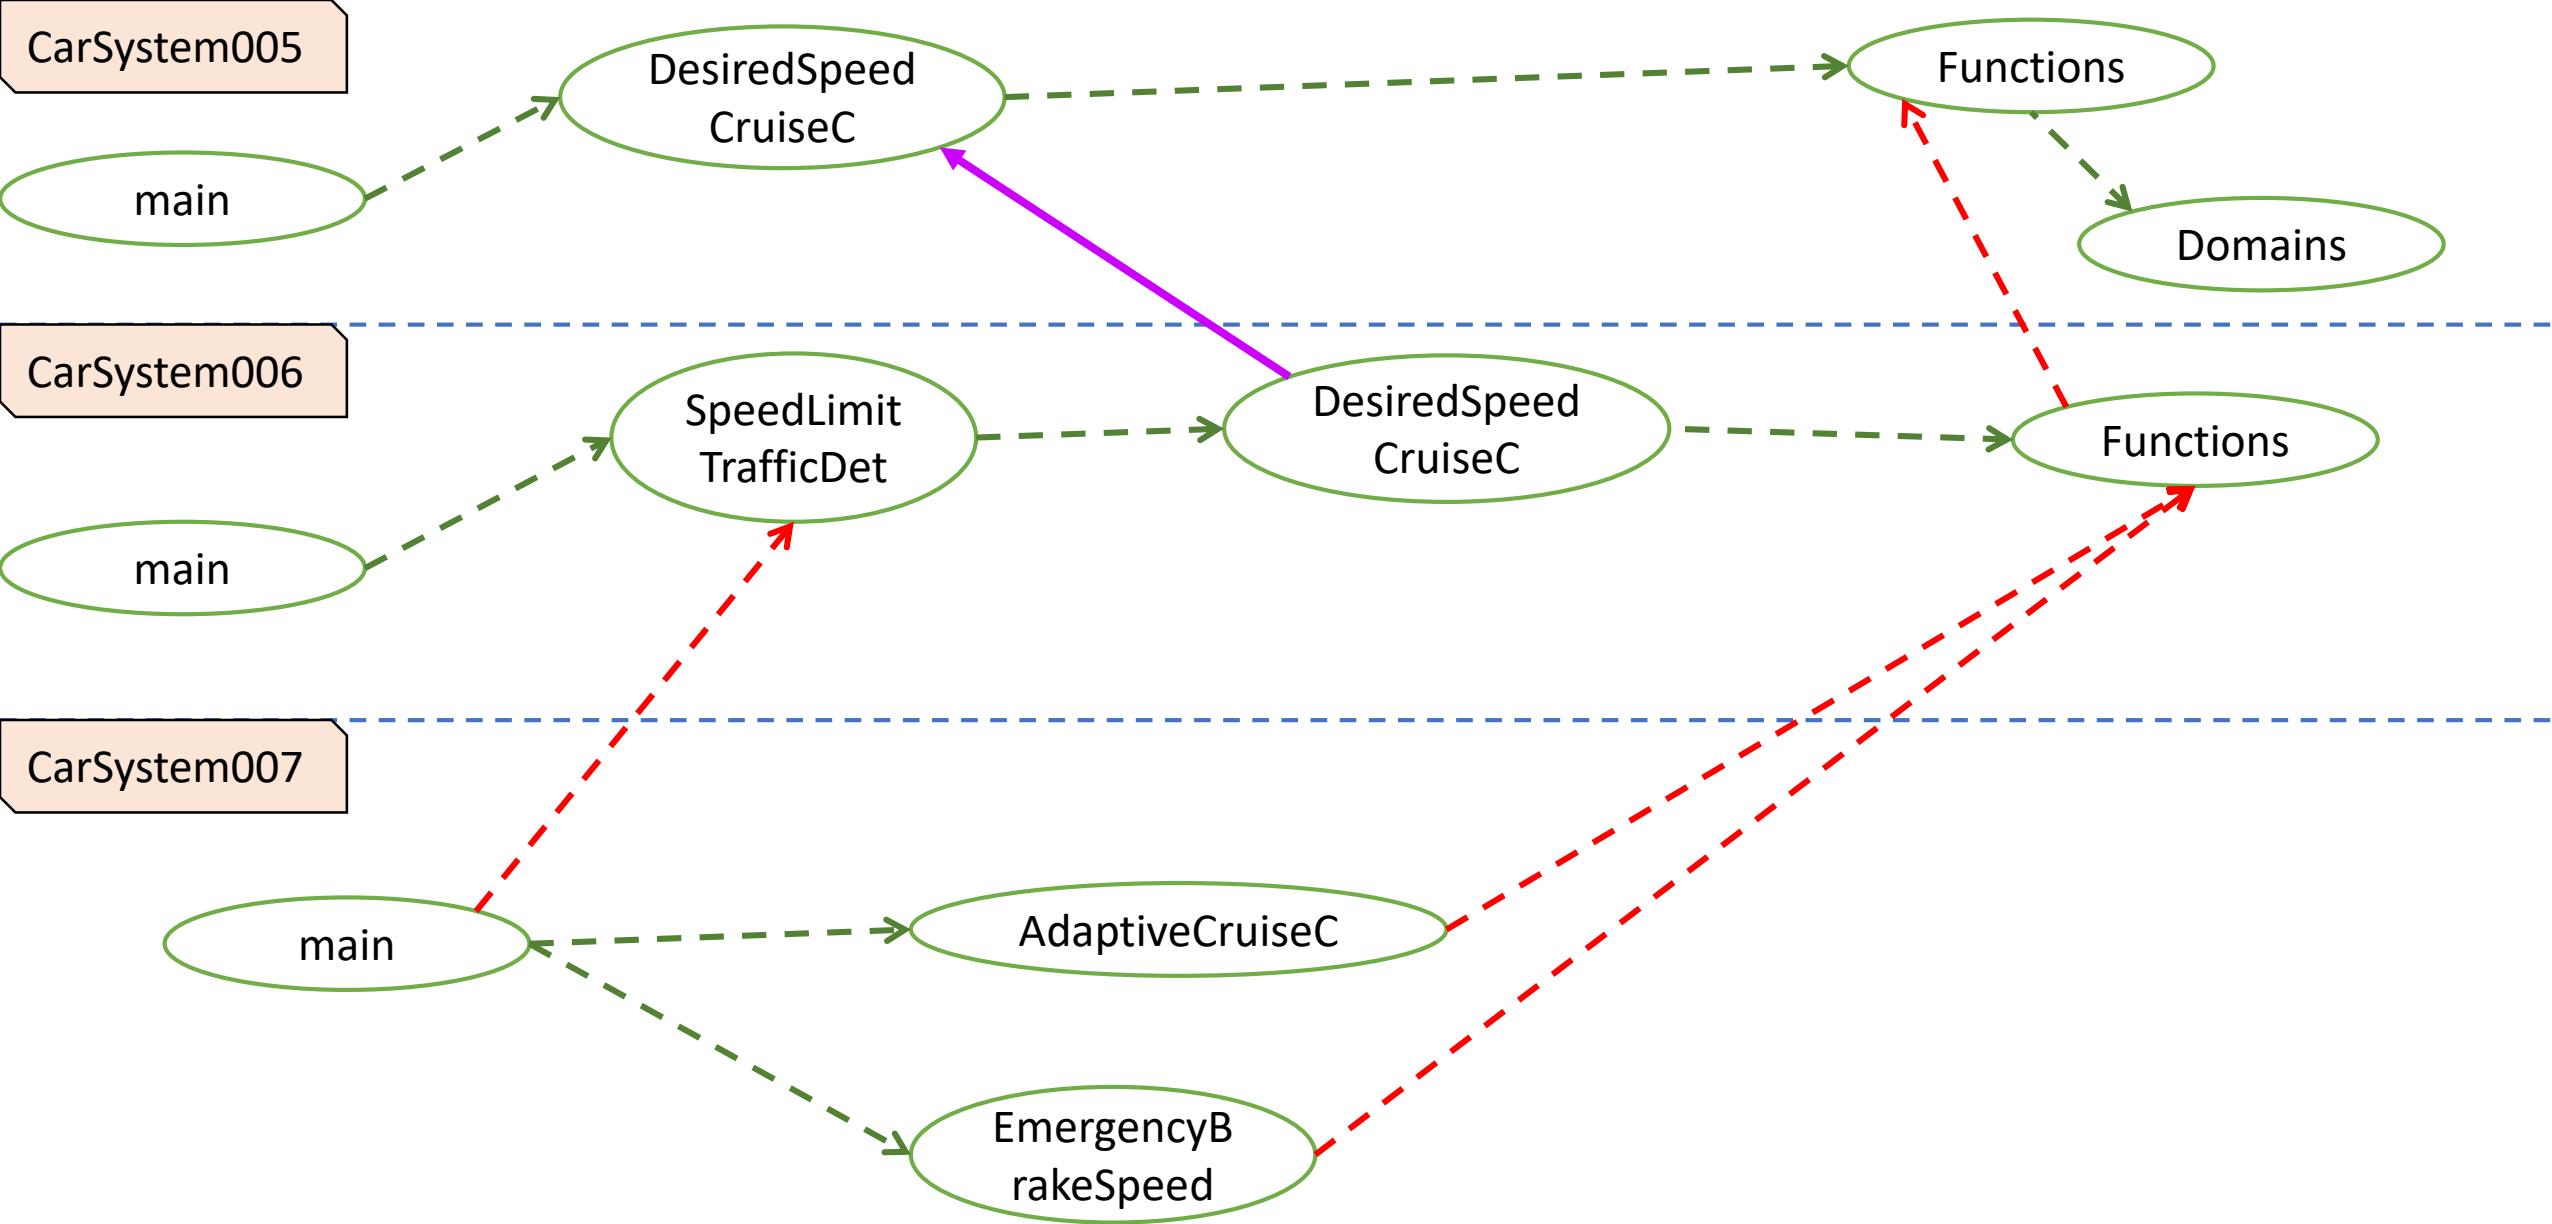 CarSystem005
DesiredSpeed
CruiseC
Functions
main
Domains
CarSystem006
SpeedLimit
TrafficDet
DesiredSpeed
CruiseC
Functions
main
CarSystem007
main
AdaptiveCruiseC
EmergencyB
rakeSpeed